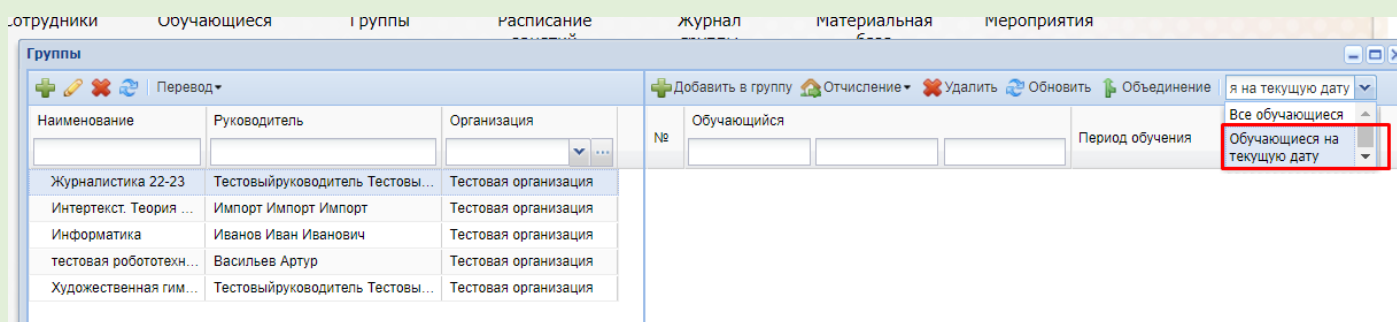 Сотрудники Обучающиеся Группы Расписание Журнал Материальная Мероприятия
Группы
Перевод Добавить в группу Отчисление Удалить Обновить Объединение я на текущую дату
Наименование Руководитель Организация № Обучающийся Период обучения Все обучающиеся
Обучающиеся на
текущую дату
Журналистика 22-23 Тестовыйруководитель Тестовы... Тестовая организация
Интертекст. Теория ... Импорт Импорт Импорт Тестовая организация
Информатика Иванов Иван Иванович Тестовая организация
тестовая робототехн... Васильев Артур Тестовая организация
Художественная гим... Тестовыйруководитель Тестовы... Тестовая организация